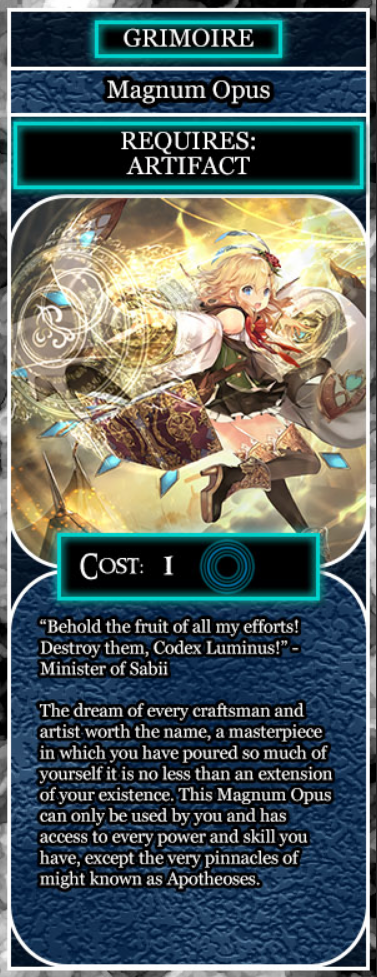 GRIMOIRE
Magnum Opus
REQUIRES:
ARTIFACT
COST: 1
“Behold the fruit of all my efforts!
Destroy them, Codex Luminus!” -
Minister of Sabii
The dream of every craftsman and
artist worth the name, a masterpiece
in which you have poured so much of
yourself it is no less than an extension
of your existence. This Magnum Opus
can only be used by you and has
access to every power and skill you
have, except the very pinnacles of
might known as Apotheoses.